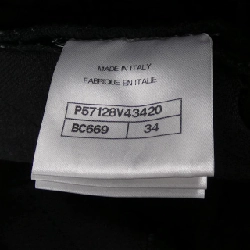 MADE IN ITALY
FABRIQUE EN ITALIE
P57128V43420
BC669 34